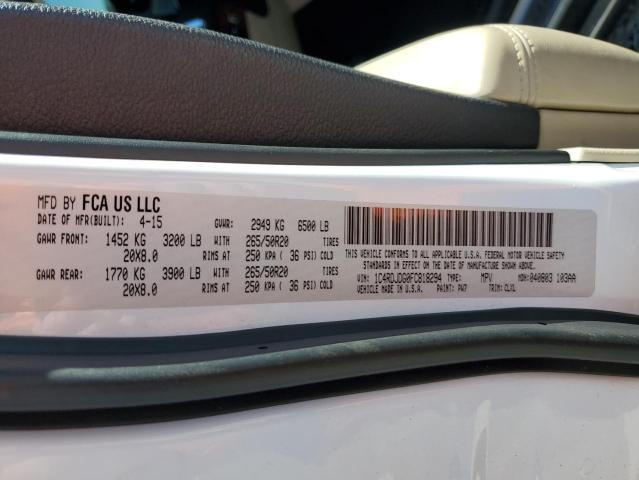 MFD BY FCA US LLC
DATE OF MFR(BUILT): 4-15 GVWR: 2949 KG 6500 LB
GAWR FRONT: 1452 KG 3200 LB WITH 265/50R20 TIRES
20X8.0 RIMS AT 250 KPA ( 36 PSI) COLD
GAWR REAR: 1770 KG 3900 LB WITH 265/50R20 TIRES
20X8.0 RIMS AT 250 KPA ( 36 PSI) COLD
THIS VEHICLE CONFORMS TO ALL APPLICABLE U.S.A. FEDERAL MOTOR VEHICLE SAFETY
STANDARDS IN EFFECT ON THE DATE OF MANUFACTURE SHOWN ABOVE.
VIN: 1C4RDJDG0FC818294 TYPE: MPV MDH: 040803 103AA
VEHICLE MADE IN U.S.A. PAINT: PW7 TRIM: CLXL